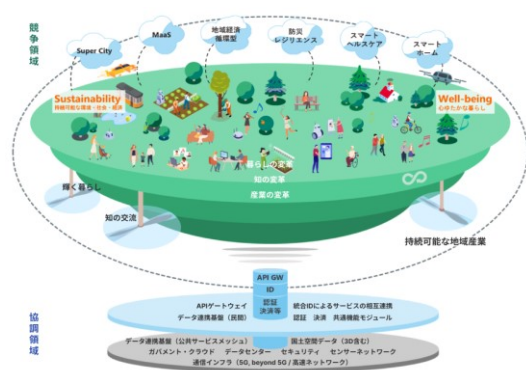 競争領域
Super City
MaaS
地域経済
循環型
防災
レジリエンス
スマート
ヘルスケア
スマート
ホーム
Sustainability
持続可能な環境・社会・経済
Well-being
心ゆたかな暮らし
暮らしの変革
知の変革
産業の変革
輝く暮らし
知の交流
持続可能な地域産業
API GW
ID
認証
決済等
協調領域
APIゲートウェイ 統合IDによるサービスの相互連携
データ連携基盤（民間） 認証 決済 共通機能モジュール
データ連携基盤（公共サービスメッシュ） 国土空間データ（3D含む）
ガバメント・クラウド データセンター セキュリティ センサーネットワーク
通信インフラ（5G, beyond 5G / 高速ネットワーク）